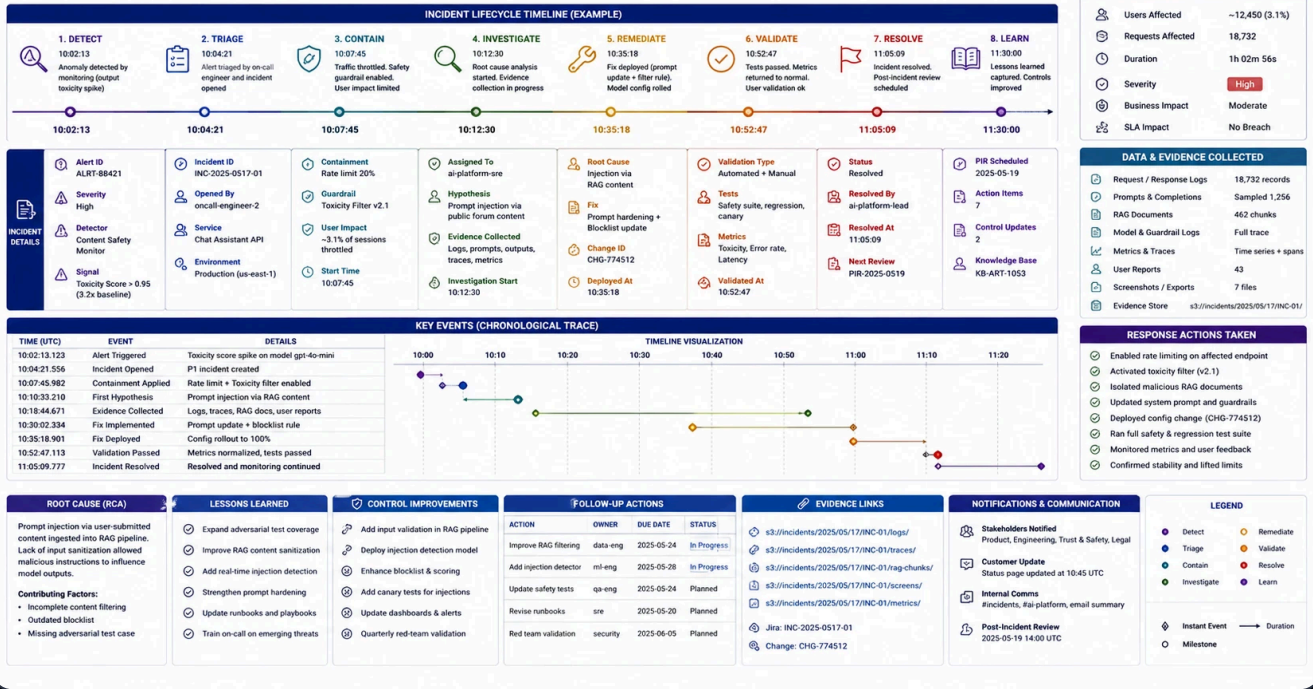 INCIDENT LIFECYCLE TIMELINE (EXAMPLE)
1. DETECT
10:02:13
Anomaly detected by
monitoring (output
toxicity spike)
2. TRIAGE
10:04:21
Alert triaged by on-call
engineer and incident
opened
3. CONTAIN
10:07:45
Traffic throttled. Safety
guardrail enabled.
User impact limited
4. INVESTIGATE
10:12:30
Root cause analysis
started. Evidence
collection in progress
5. REMEDIATE
10:35:18
Fix deployed (prompt
update + filter rule).
Model config rolled
6. VALIDATE
10:52:47
Tests passed. Metrics
returned to normal.
User validation ok
7. RESOLVE
11:05:09
Incident resolved.
Post-incident review
scheduled
8. LEARN
11:30:00
Lessons learned
captured. Controls
improved
10:02:13
10:04:21
10:07:45
10:12:30
10:35:18
10:52:47
11:05:09
11:30:00
Users Affected ~12,450 (3.1%)
Requests Affected 18,732
Duration 1h 02m 56s
Severity High
Business Impact Moderate
SLA Impact No Breach
INCIDENT
DETAILS
Alert ID
ALRT-88421
Severity
High
Detector
Content Safety
Monitor
Signal
Toxicity Score > 0.95
(3.2x baseline)
Incident ID
INC-2025-0517-01
Opened By
oncall-engineer-2
Service
Chat Assistant API
Environment
Production (us-east-1)
Containment
Rate limit 20%
Guardrail
Toxicity Filter v2.1
User Impact
~3.1% of sessions
throttled
Start Time
10:07:45
Assigned To
ai-platform-sre
Hypothesis
Prompt injection via
public forum content
Evidence Collected
Logs, prompts, outputs,
traces, metrics
Investigation Start
10:12:30
Root Cause
Injection via
RAG content
Fix
Prompt hardening +
Blocklist update
Change ID
CHG-774512
Deployed At
10:35:18
Validation Type
Automated + Manual
Tests
Safety suite, regression,
canary
Metrics
Toxicity, Error rate,
Latency
Validated At
10:52:47
Status
Resolved
Resolved By
ai-platform-lead
Resolved At
11:05:09
Next Review
PIR-2025-0519
PIR Scheduled
2025-05-19
Action Items
7
Control Updates
2
Knowledge Base
KB-ART-1053
DATA & EVIDENCE COLLECTED
Request / Response Logs 18,732 records
Prompts & Completions Sampled 1,256
RAG Documents 462 chunks
Model & Guardrail Logs Full trace
Metrics & Traces Time series + spans
User Reports 43
Screenshots / Exports 7 files
Evidence Store s3://incidents/2025/05/17/INC-01/
KEY EVENTS (CHRONOLOGICAL TRACE)
TIME (UTC) EVENT DETAILS
10:02:13.123 Alert Triggered Toxicity score spike on model gpt-4o-mini
10:04:21.556 Incident Opened P1 incident created
10:07:45.982 Containment Applied Rate limit + Toxicity filter enabled
10:10:33.210 First Hypothesis Prompt injection via RAG content
10:18:44.671 Evidence Collected Logs, traces, RAG docs, user reports
10:30:02.334 Fix Implemented Prompt update + blocklist rule
10:35:18.901 Fix Deployed Config rollout to 100%
10:52:47.113 Validation Passed Metrics normalized, tests passed
11:05:09.777 Incident Resolved Resolved and monitoring continued
TIMELINE VISUALIZATION
10:00 10:10 10:20 10:30 10:40 10:50 11:00 11:10 11:20
RESPONSE ACTIONS TAKEN
Enabled rate limiting on affected endpoint
Activated toxicity filter (v2.1)
Isolated malicious RAG documents
Updated system prompt and guardrails
Deployed config change (CHG-774512)
Ran full safety & regression test suite
Monitored metrics and user feedback
Confirmed stability and lifted limits
ROOT CAUSE (RCA)
Prompt injection via user-submitted
content ingested into RAG pipeline.
Lack of input sanitization allowed
malicious instructions to influence
model outputs.
Contributing Factors:
• Incomplete content filtering
• Outdated blocklist
• Missing adversarial test case
LESSONS LEARNED
Expand adversarial test coverage
Improve RAG content sanitization
Add real-time injection detection
Strengthen prompt hardening
Update runbooks and playbooks
Train on-call on emerging threats
CONTROL IMPROVEMENTS
Add input validation in RAG pipeline
Deploy injection detection model
Enhance blocklist & scoring
Add canary tests for injections
Update dashboards & alerts
Quarterly red-team validation
FOLLOW-UP ACTIONS
ACTION OWNER DUE DATE STATUS
Improve RAG filtering data-eng 2025-05-24 In Progress
Add injection detector ml-eng 2025-05-28 In Progress
Update safety tests qa-eng 2025-05-24 Planned
Revise runbooks sre 2025-05-20 Planned
Red team validation security 2025-06-05 Planned
EVIDENCE LINKS
s3://incidents/2025/05/17/INC-01/logs/
s3://incidents/2025/05/17/INC-01/traces/
s3://incidents/2025/05/17/INC-01/rag-chunks/
s3://incidents/2025/05/17/INC-01/screens/
s3://incidents/2025/05/17/INC-01/metrics/
Jira: INC-2025-0517-01
Change: CHG-774512
NOTIFICATIONS & COMMUNICATION
Stakeholders Notified
Product, Engineering, Trust & Safety, Legal
Customer Update
Status page updated at 10:45 UTC
Internal Comms
#incidents, #ai-platform, email summary
Post-Incident Review
2025-05-19 14:00 UTC
LEGEND
Detect Remediate
Triage Validate
Contain Resolve
Investigate Learn
Instant Event Duration
Milestone